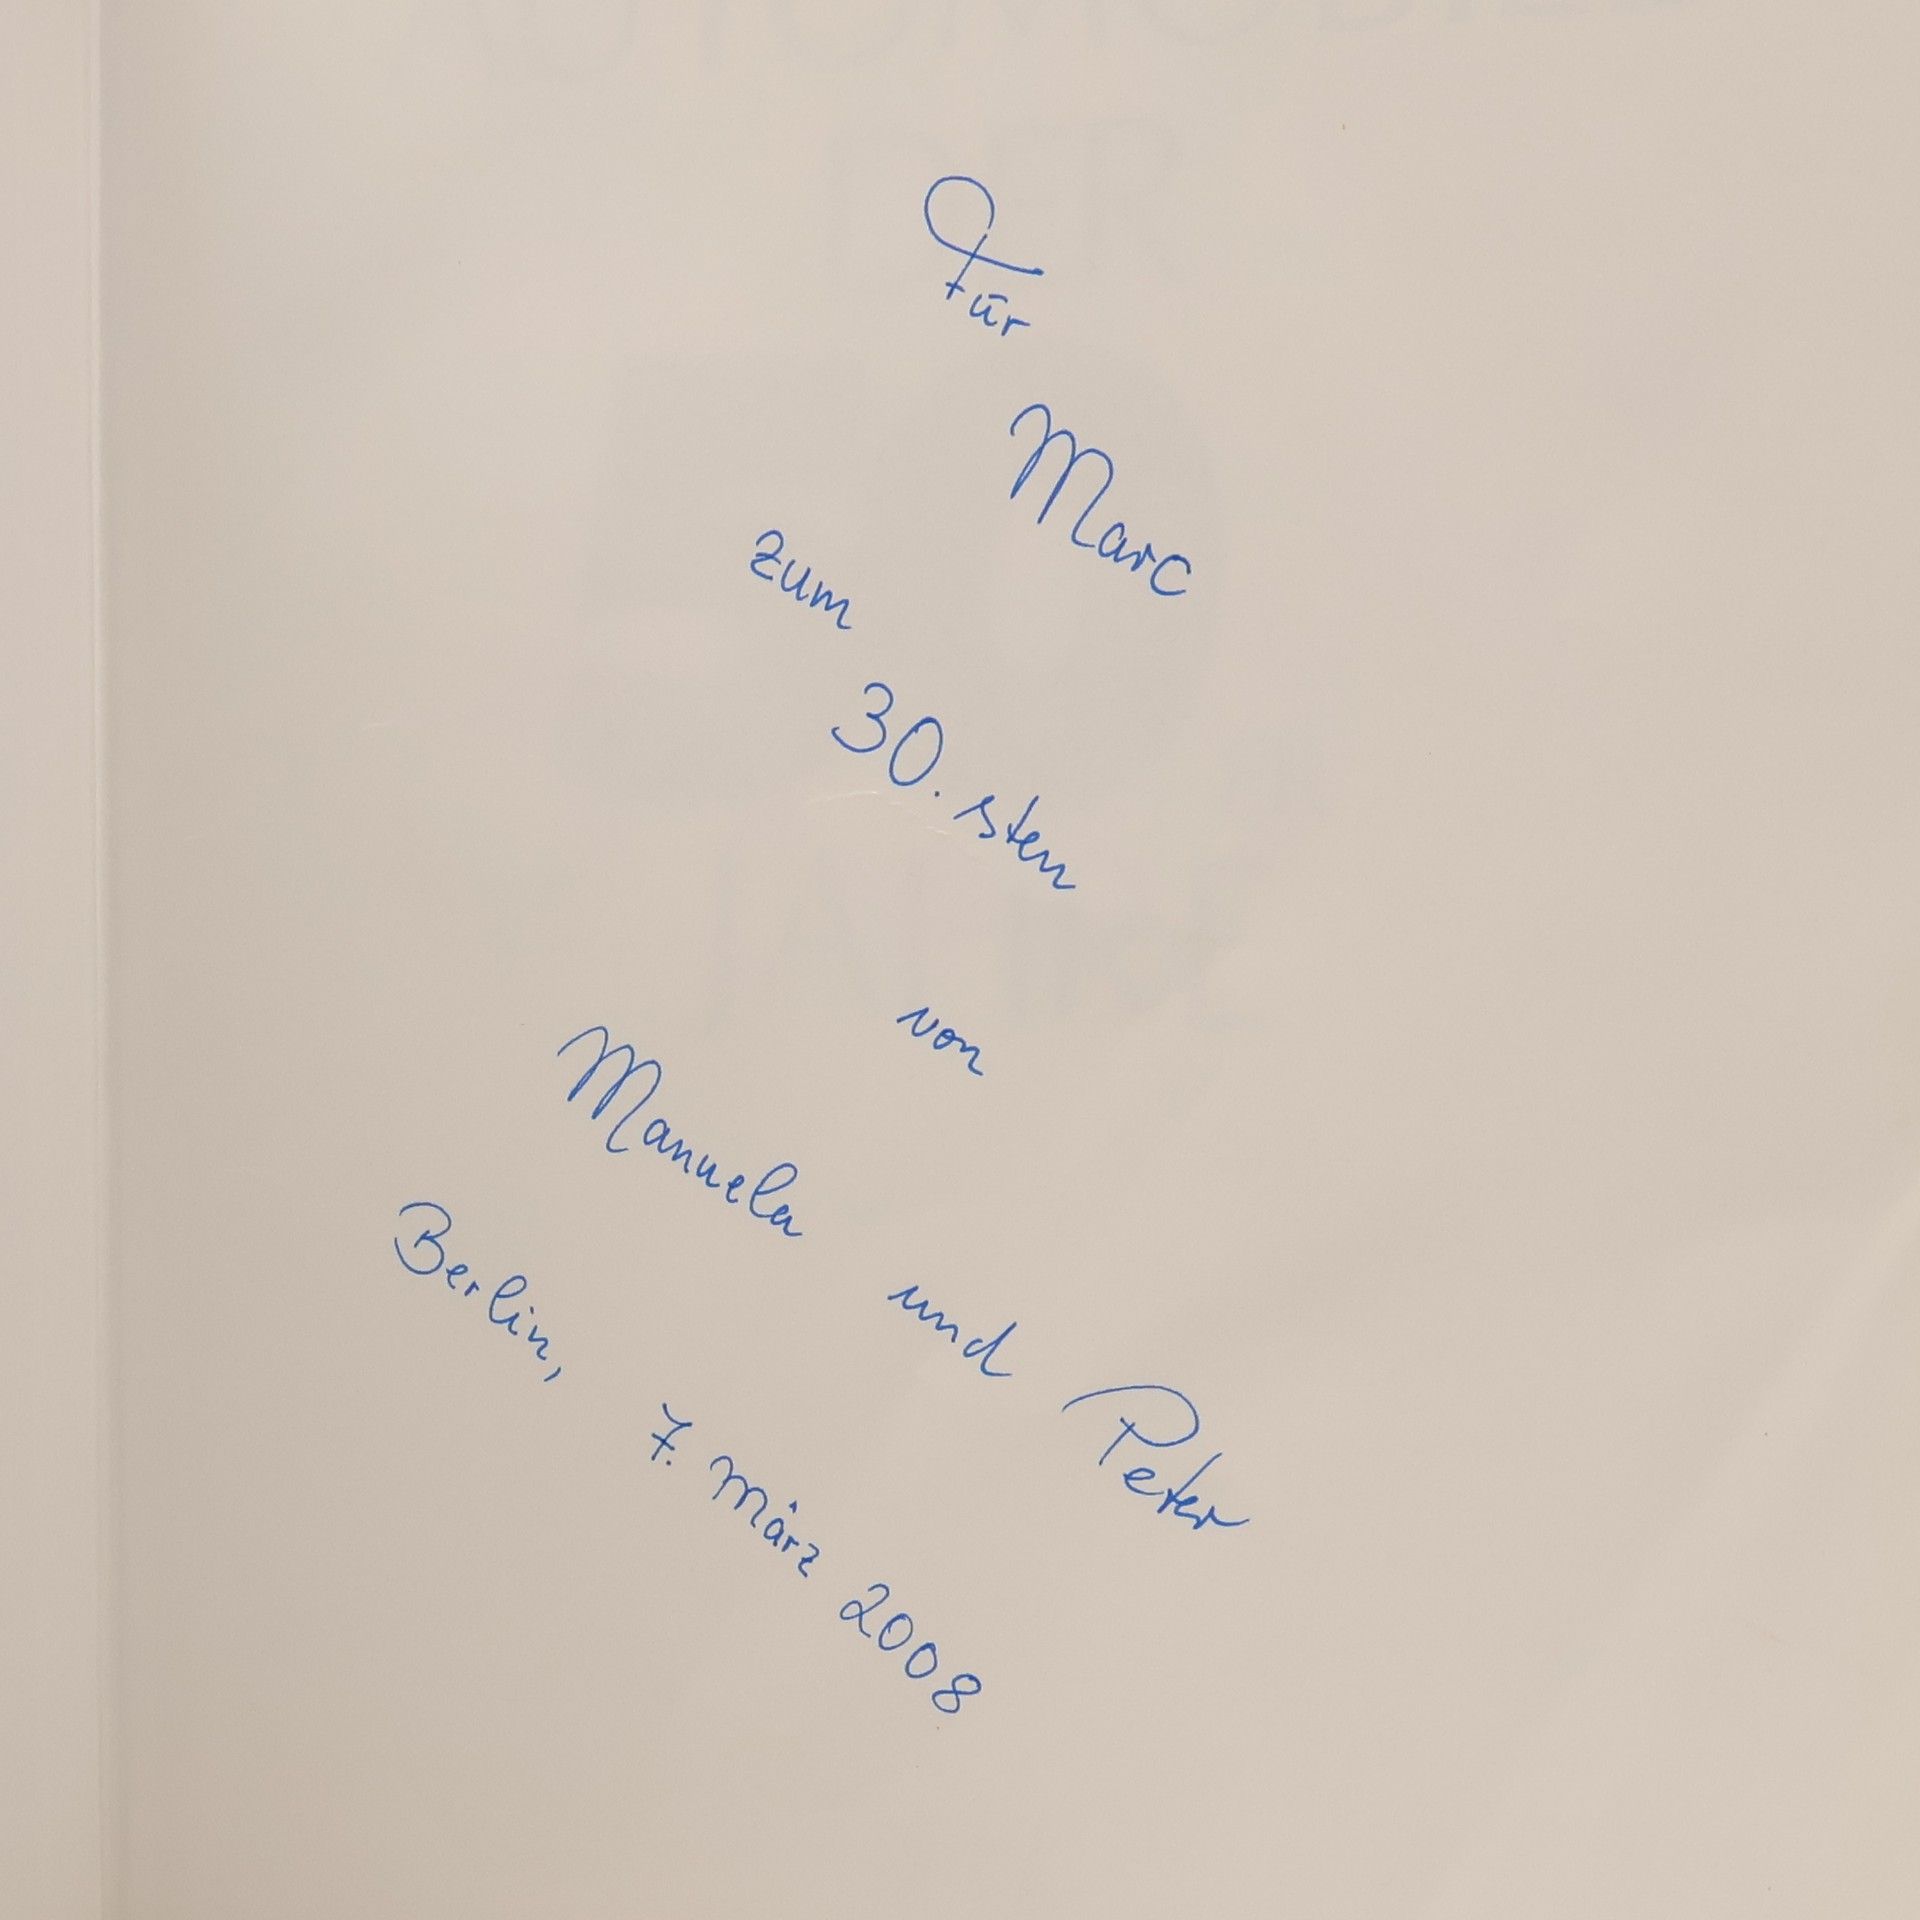 Für
Marc
zum
30. sten
von
Manuela und Peter
Berlin, 7. März 2008